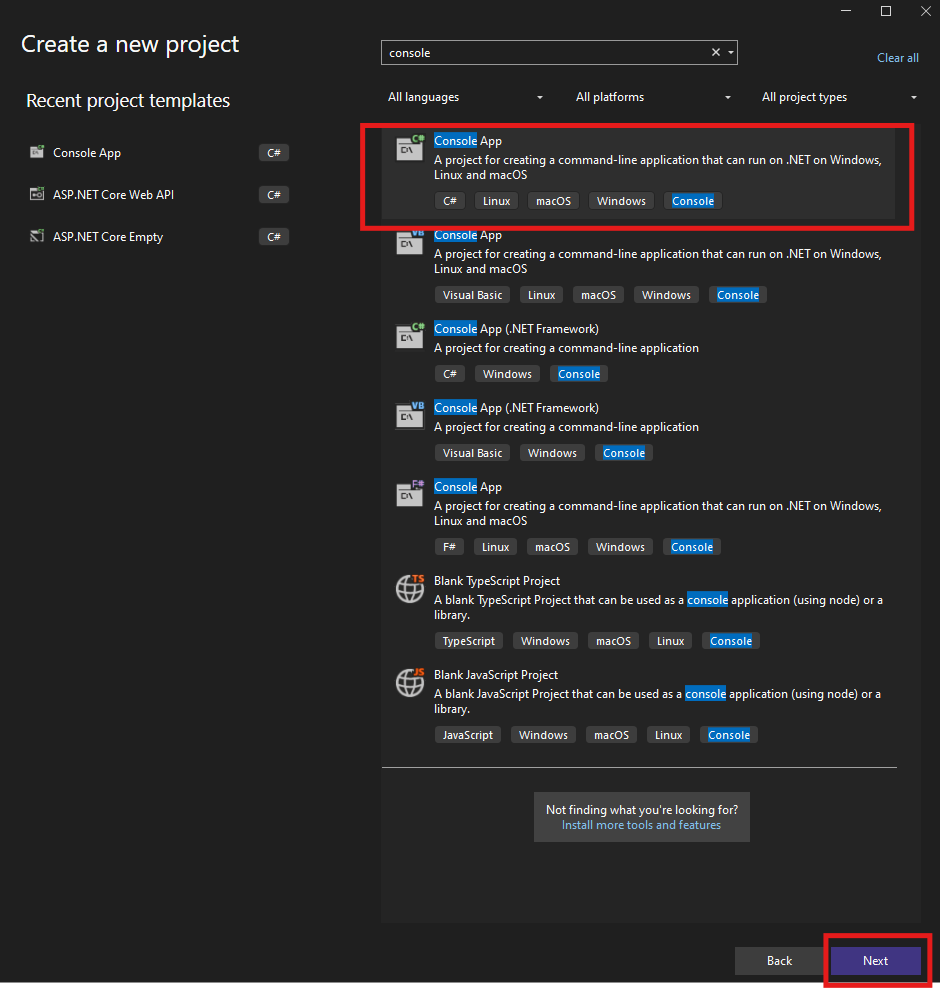 Create a new project
Recent project templates
Console App
C#
ASP.NET Core Web API
C#
ASP.NET Core Empty
C#
console
Clear all
All languages
All platforms
All project types
C#
D:\
Console App
A project for creating a command-line application that can run on .NET on Windows,
Linux and macOS
C# Linux macOS Windows Console
VB
D:\
Console App
A project for creating a command-line application that can run on .NET on Windows,
Linux and macOS
Visual Basic Linux macOS Windows Console
C#
D:\
Console App (.NET Framework)
A project for creating a command-line application
C# Windows Console
VB
D:\
Console App (.NET Framework)
A project for creating a command-line application
Visual Basic Windows Console
F#
D:\
Console App
A project for creating a command-line application that can run on .NET on Windows,
Linux and macOS
F# Linux macOS Windows Console
TS
Blank TypeScript Project
A blank TypeScript Project that can be used as a console application (using node) or a
library.
TypeScript Windows macOS Linux Console
JS
Blank JavaScript Project
A blank JavaScript Project that can be used as a console application (using node) or a
library.
JavaScript Windows macOS Linux Console
Not finding what you're looking for?
Install more tools and features
Back
Next